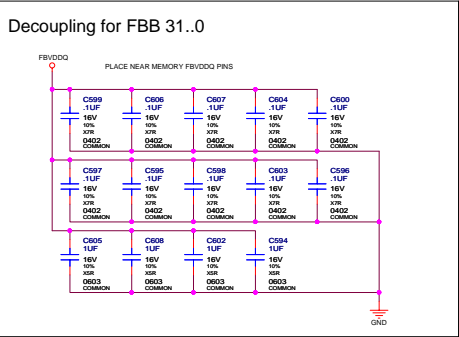 Decoupling for FBB 31..0
FBVDDQ
PLACE NEAR MEMORY FBVDDQ PINS
C599 C606 C607 C604 C600
.1UF .1UF .1UF .1UF .1UF
16V 16V 16V 16V 16V
10% 10% 10% 10% 10%
X7R X7R X7R X7R X7R
0402 0402 0402 0402 0402
COMMON COMMON COMMON COMMON COMMON
C597 C595 C598 C603 C596
.1UF .1UF .1UF .1UF .1UF
16V 16V 16V 16V 16V
10% 10% 10% 10% 10%
X7R X7R X7R X7R X7R
0402 0402 0402 0402 0402
COMMON COMMON COMMON COMMON COMMON
C605 C608 C602 C594
1UF 1UF 1UF 1UF
16V 16V 16V 16V
10% 10% 10% 10%
X5R X5R X5R X5R
0603 0603 0603 0603
COMMON COMMON COMMON COMMON
GND